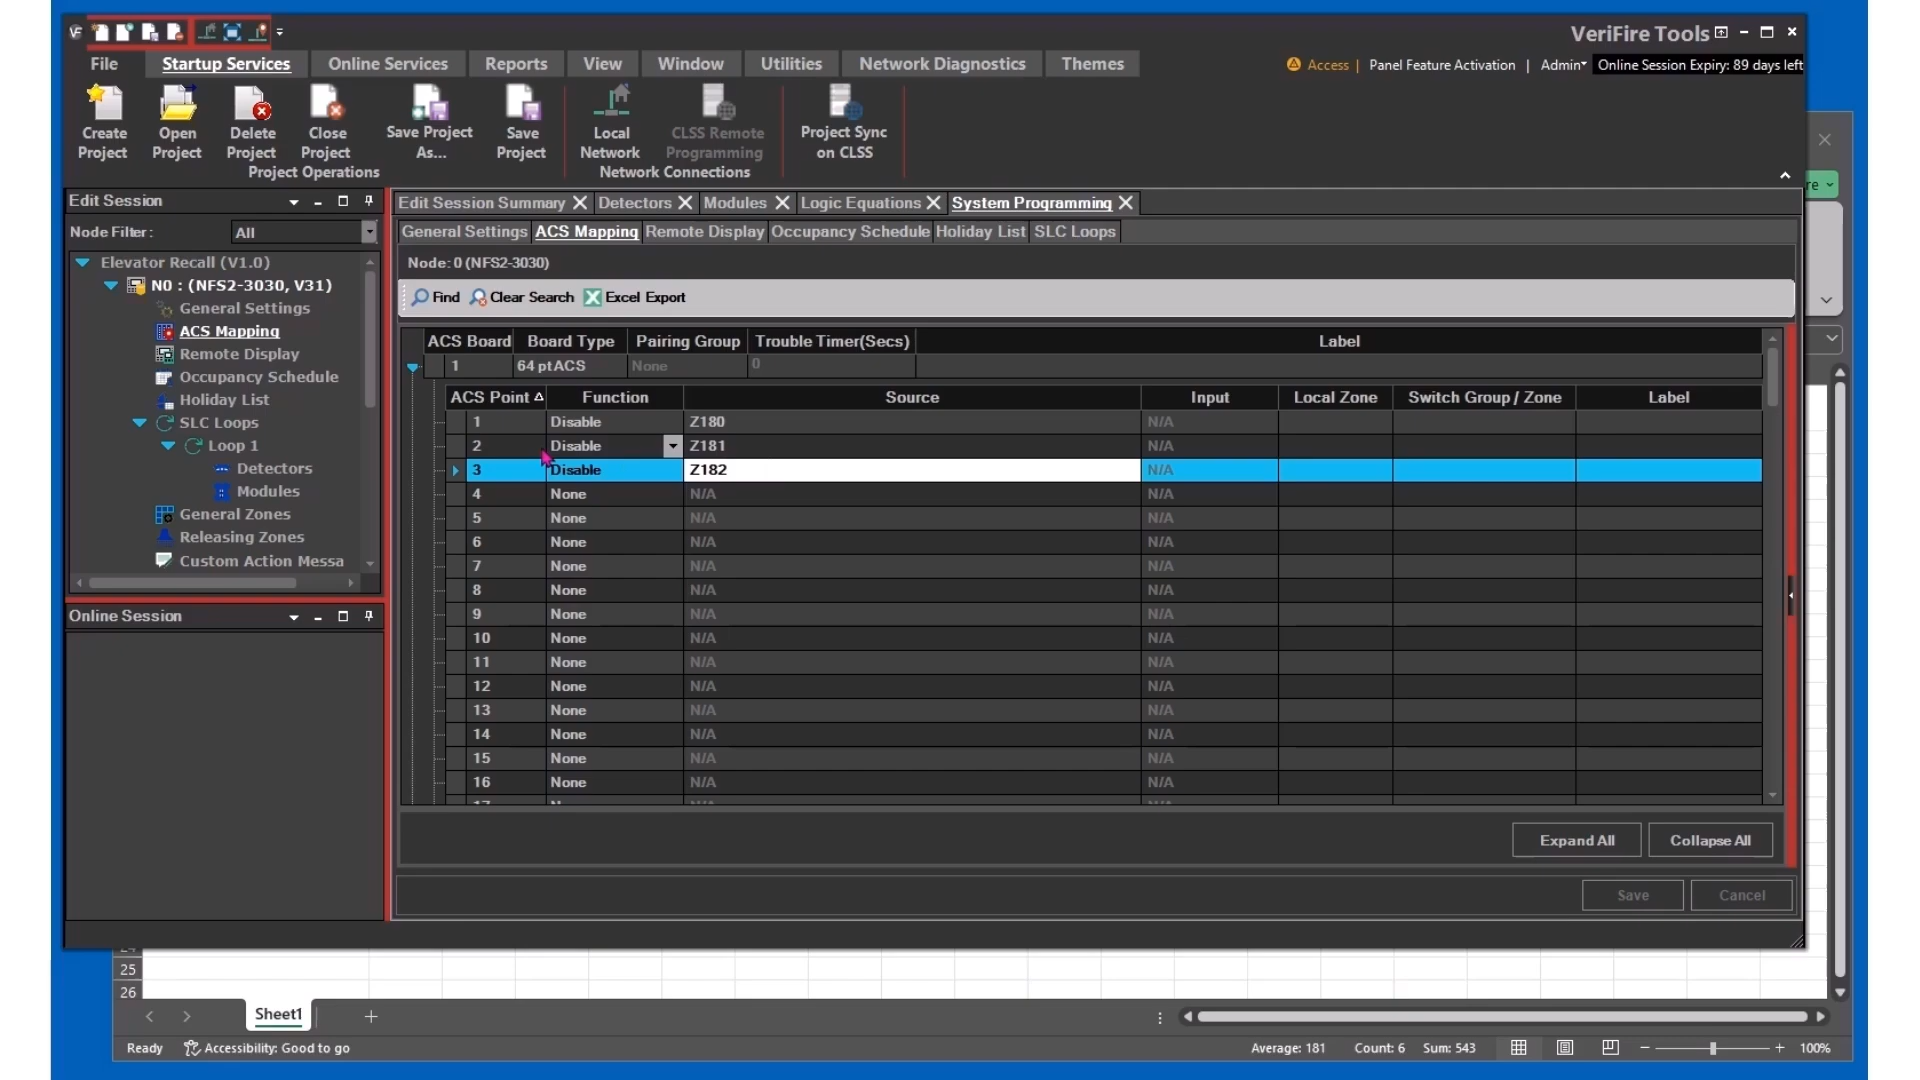 VF VeriFire Tools
File Startup Services Online Services Reports View Window Utilities Network Diagnostics Themes Access | Panel Feature Activation | Admin Online Session Expiry: 89 days left
Create Project Open Project Delete Project Close Project Save Project As... Save Project Local Network CLSS Remote Programming Project Sync on CLSS
Project Operations Network Connections
re
Edit Session
Edit Session Summary Detectors Modules Logic Equations System Programming
Node Filter: All
General Settings ACS Mapping Remote Display Occupancy Schedule Holiday List SLC Loops
Elevator Recall (V1.0)
N0 : (NFS2-3030, V31)
General Settings
ACS Mapping
Remote Display
Occupancy Schedule
Holiday List
SLC Loops
Loop 1
Detectors
Modules
General Zones
Releasing Zones
Custom Action Messa
Online Session
Node: 0 (NFS2-3030)
Find Clear Search Excel Export
ACS Board Board Type Pairing Group Trouble Timer(Secs) Label
1 64 pt ACS None 0
ACS Point Function Source Input Local Zone Switch Group / Zone Label
1 Disable Z180 N/A
2 Disable Z181 N/A
3 Disable Z182 N/A
4 None N/A N/A
5 None N/A N/A
6 None N/A N/A
7 None N/A N/A
8 None N/A N/A
9 None N/A N/A
10 None N/A N/A
11 None N/A N/A
12 None N/A N/A
13 None N/A N/A
14 None N/A N/A
15 None N/A N/A
16 None N/A N/A
Expand All Collapse All
Save Cancel
25
26
Sheet1
Ready Accessibility: Good to go Average: 181 Count: 6 Sum: 543 100%